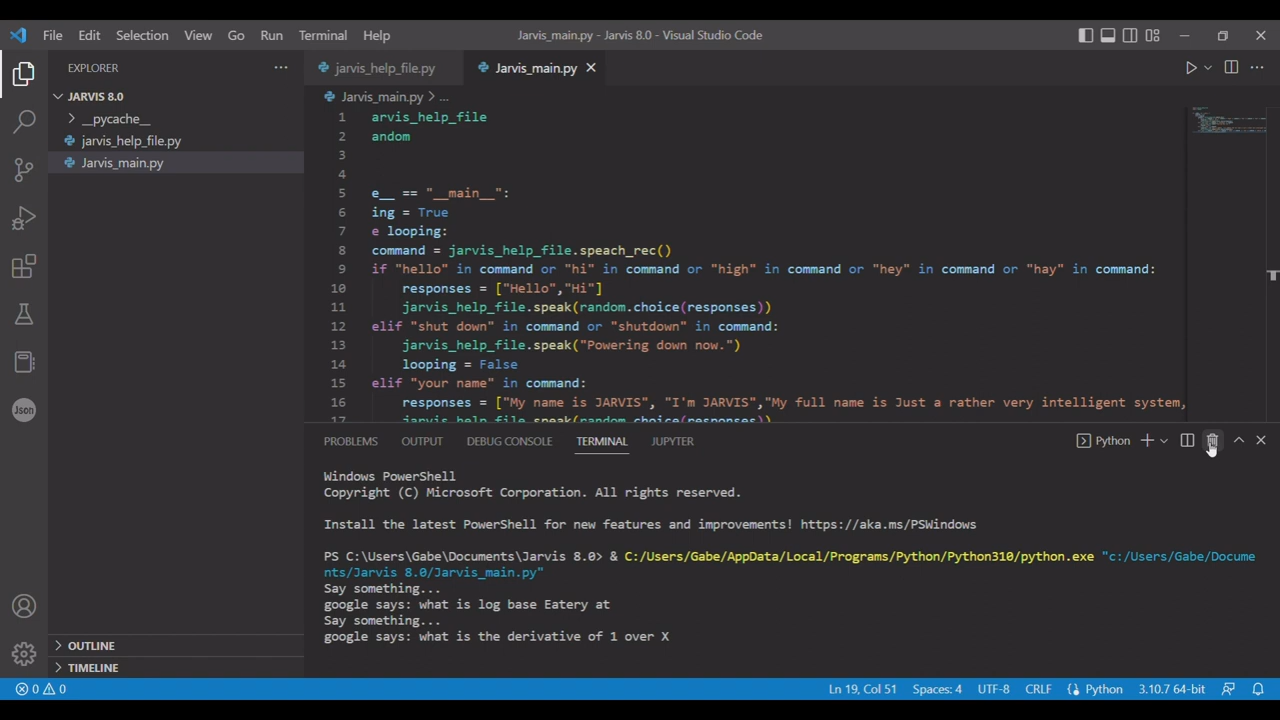 File Edit Selection View Go Run Terminal Help Jarvis_main.py - Jarvis 8.0 - Visual Studio Code
EXPLORER
JARVIS 8.0
__pycache__
jarvis_help_file.py
Jarvis_main.py
Json
OUTLINE
TIMELINE
jarvis_help_file.py Jarvis_main.py
Jarvis_main.py > ...
1 arvis_help_file
2 andom
3
4
5 e__ == "__main__":
6 ing = True
7 e looping:
8 command = jarvis_help_file.speach_rec()
9 if "hello" in command or "hi" in command or "high" in command or "hey" in command or "hay" in command:
10 responses = ["Hello","Hi"]
11 jarvis_help_file.speak(random.choice(responses))
12 elif "shut down" in command or "shutdown" in command:
13 jarvis_help_file.speak("Powering down now.")
14 looping = False
15 elif "your name" in command:
16 responses = ["My name is JARVIS", "I'm JARVIS","My full name is Just a rather very intelligent system,
17 jarvis_help_file.speak(random.choice(responses))
PROBLEMS OUTPUT DEBUG CONSOLE TERMINAL JUPYTER Python
Windows PowerShell
Copyright (C) Microsoft Corporation. All rights reserved.
Install the latest PowerShell for new features and improvements! https://aka.ms/PSWindows
PS C:\Users\Gabe\Documents\Jarvis 8.0> & C:/Users/Gabe/AppData/Local/Programs/Python/Python310/python.exe "c:/Users/Gabe/Docume
nts/Jarvis 8.0/Jarvis_main.py"
Say something...
google says: what is log base Eatery at
Say something...
google says: what is the derivative of 1 over X
0 0 Ln 19, Col 51 Spaces: 4 UTF-8 CRLF Python 3.10.7 64-bit